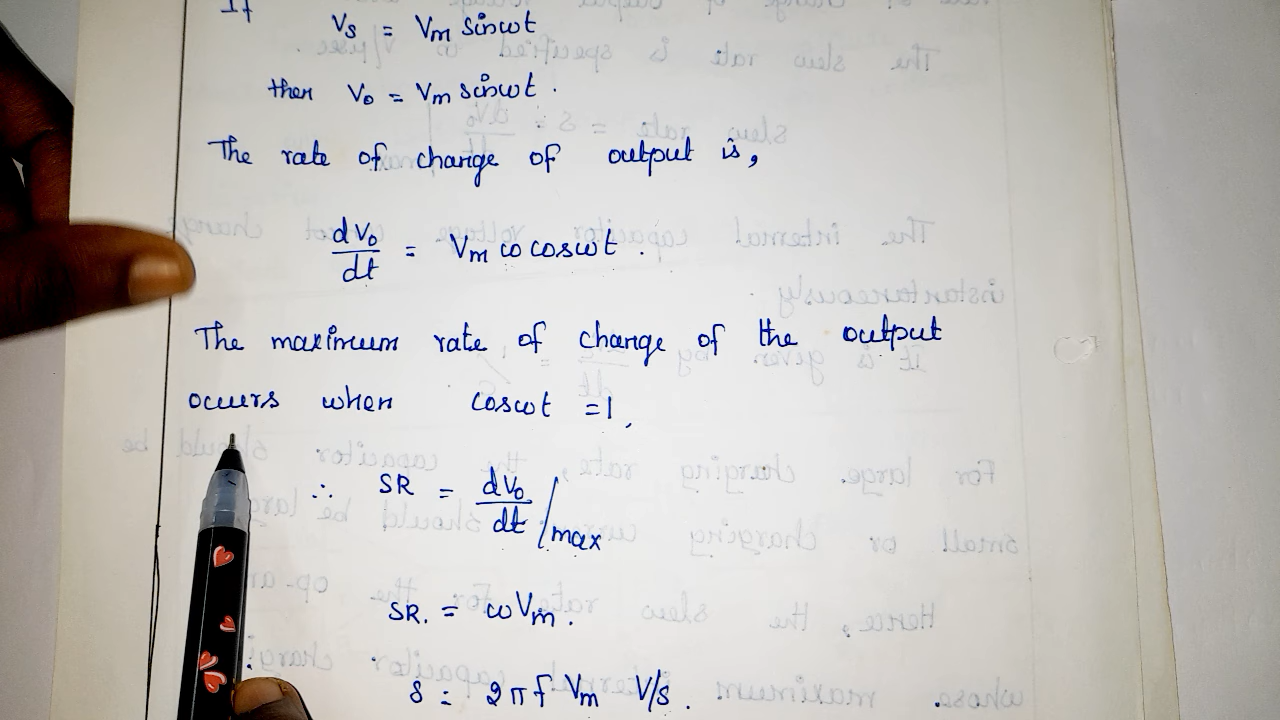 If
Vs = Vm sinωt
then Vo = Vm sinωt .
The rate of change of output is,
dVo/dt = Vm ω cosωt .
The maximum rate of change of the output
occurs when cosωt = 1,
∴ SR = dVo/dt /max
SR. = ωVm .
S = 2πf Vm V/s .